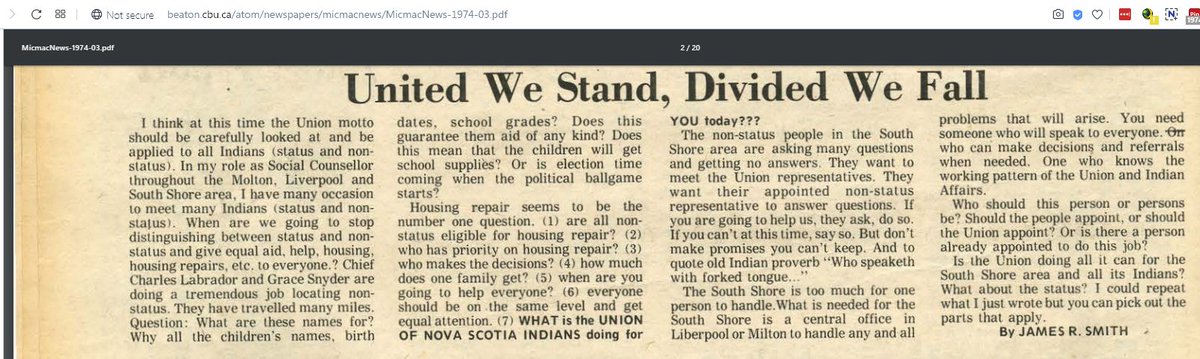 Not secure
beaton.cbu.ca/atom/newspapers/micmacnews/MicmacNews-1974-03.pdf
MicmacNews-1974-03.pdf
2 / 20
United We Stand, Divided We Fall
I think at this time the Union motto
should be carefully looked at and be
applied to all Indians (status and non-
status). In my role as Social Counsellor
throughout the Molton, Liverpool and
South Shore area, I have many occasion
to meet many Indians (status and non-
status). When are we going to stop
distinguishing between status and non-
status and give equal aid, help, housing,
housing repairs, etc. to everyone.? Chief
Charles Labrador and Grace Snyder are
doing a tremendous job locating non-
status. They have travelled many miles.
Question: What are these names for?
Why all the children's names, birth
dates, school grades? Does this
guarantee them aid of any kind? Does
this mean that the children will get
school supplies? Or is election time
coming when the political ballgame
starts?
Housing repair seems to be the
number one question. (1) are all non-
status eligible for housing repair? (2)
who has priority on housing repair? (3)
who makes the decisions? (4) how much
does one family get? (5) when are you
going to help everyone? (6) everyone
should be on the same level and get
equal attention. (7) WHAT is the UNION
OF NOVA SCOTIA INDIANS doing for
YOU today???
The non-status people in the South
Shore area are asking many questions
and getting no answers. They want to
meet the Union representatives. They
want their appointed non-status
representative to answer questions. If
you are going to help us, they ask, do so.
If you can't at this time, say so. But don't
make promises you can't keep. And to
quote old Indian proverb "Who speaketh
with forked tongue..."
The South Shore is too much for one
person to handle.What is needed for the
South Shore is a central office in
Liberpool or Milton to handle any and all
problems that will arise. You need
someone who will speak to everyone. On
who can make decisions and referrals
when needed. One who knows the
working pattern of the Union and Indian
Affairs.
Who should this person or persons
be? Should the people appoint, or should
the Union appoint? Or is there a person
already appointed to do this job?
Is the Union doing all it can for the
South Shore area and all its Indians?
What about the status? I could repeat
what I just wrote but you can pick out the
parts that apply.
By JAMES R. SMITH